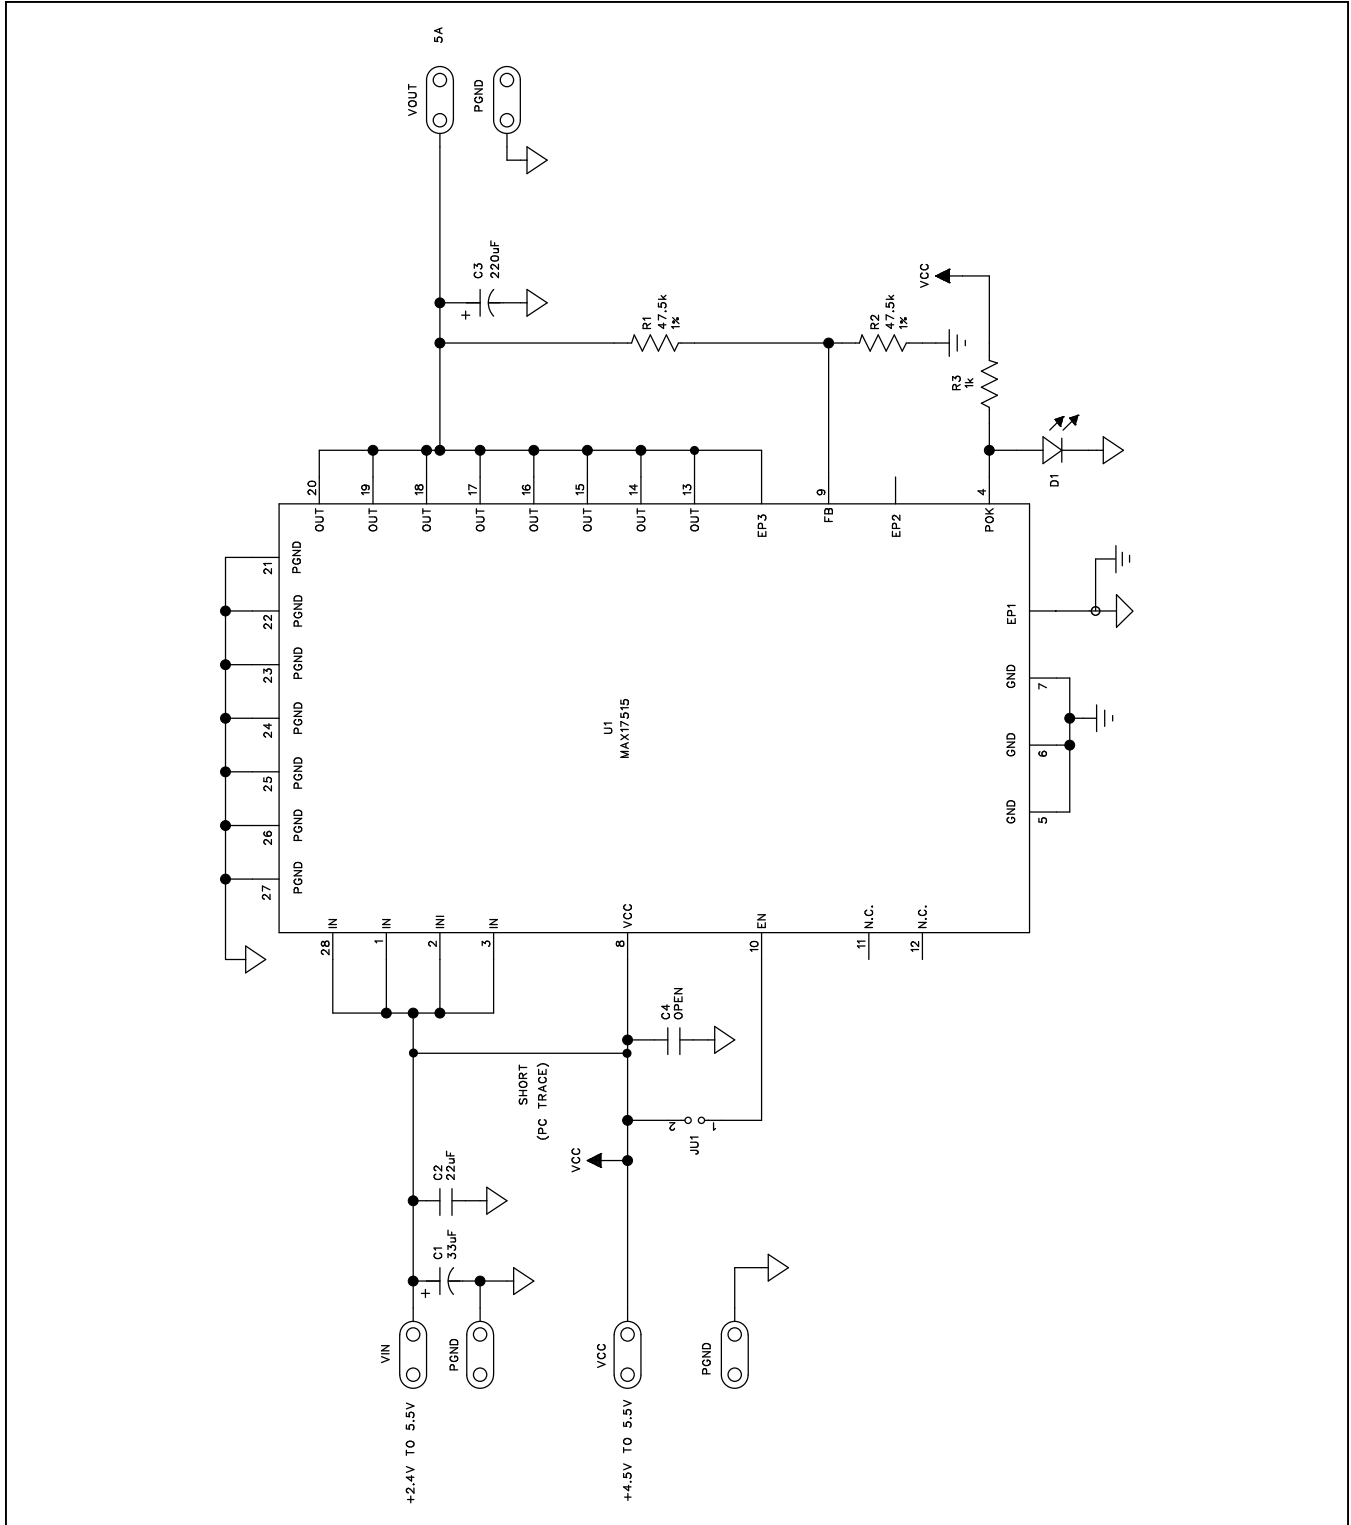 +2.4V TO 5.5V
VIN
PGND
C1
33uF
+
C2
22uF
+4.5V TO 5.5V
VCC
PGND
VCC
SHORT
(PC TRACE)
JU1
2
1
C4
OPEN
28
IN
1
IN
2
INI
3
IN
8
VCC
10
EN
11
N.C.
12
N.C.
27
PGND
26
PGND
25
PGND
24
PGND
23
PGND
22
PGND
21
PGND
U1
MAX17515
5
GND
6
GND
7
GND
EP1
20
OUT
19
OUT
18
OUT
17
OUT
16
OUT
15
OUT
14
OUT
13
OUT
EP3
9
FB
EP2
4
POK
D1
R3
1k
VCC
R1
47.5k
1%
R2
47.5k
1%
+
C3
220uF
VOUT
5A
PGND